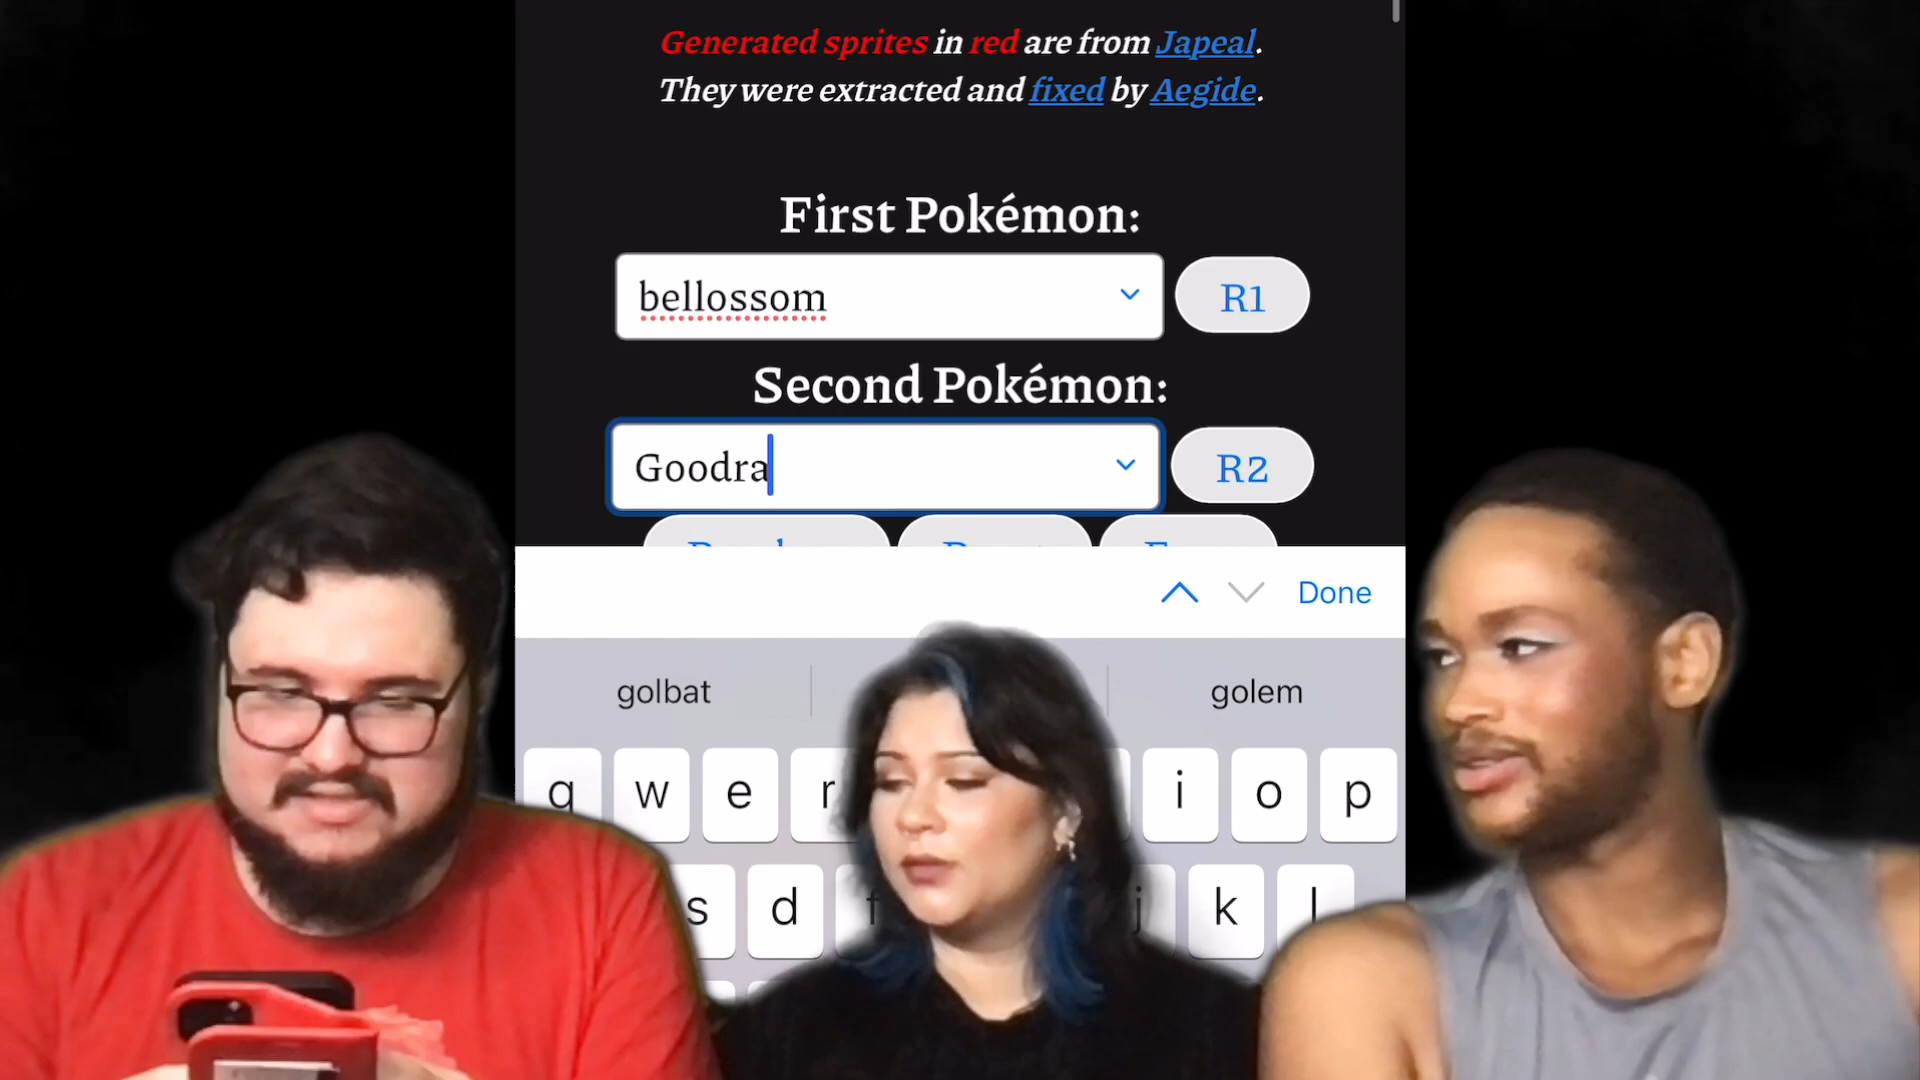 Generated sprites in red are from Japeal.
They were extracted and fixed by Aegide.
First Pokémon:
bellossom
R1
Second Pokémon:
Goodra
R2
Done
golbat
golem
q w e r i o p
s d f j k l